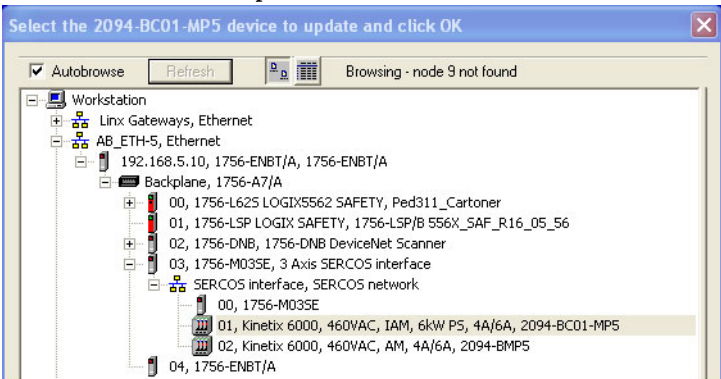 Select the 2094-BC01-MP5 device to update and click OK
Autobrowse Refresh Browsing - node 9 not found
Workstation
Linx Gateways, Ethernet
AB_ETH-5, Ethernet
192.168.5.10, 1756-ENBT/A, 1756-ENBT/A
Backplane, 1756-A7/A
00, 1756-L62S LOGIX5562 SAFETY, Ped311_Cartoner
01, 1756-LSP LOGIX SAFETY, 1756-LSP/B 556X_SAF_R16_05_56
02, 1756-DNB, 1756-DNB DeviceNet Scanner
03, 1756-M03SE, 3 Axis SERCOS interface
SERCOS interface, SERCOS network
00, 1756-M03SE
01, Kinetix 6000, 460VAC, IAM, 6kW PS, 4A/6A, 2094-BC01-MP5
02, Kinetix 6000, 460VAC, AM, 4A/6A, 2094-BMP5
04, 1756-ENBT/A